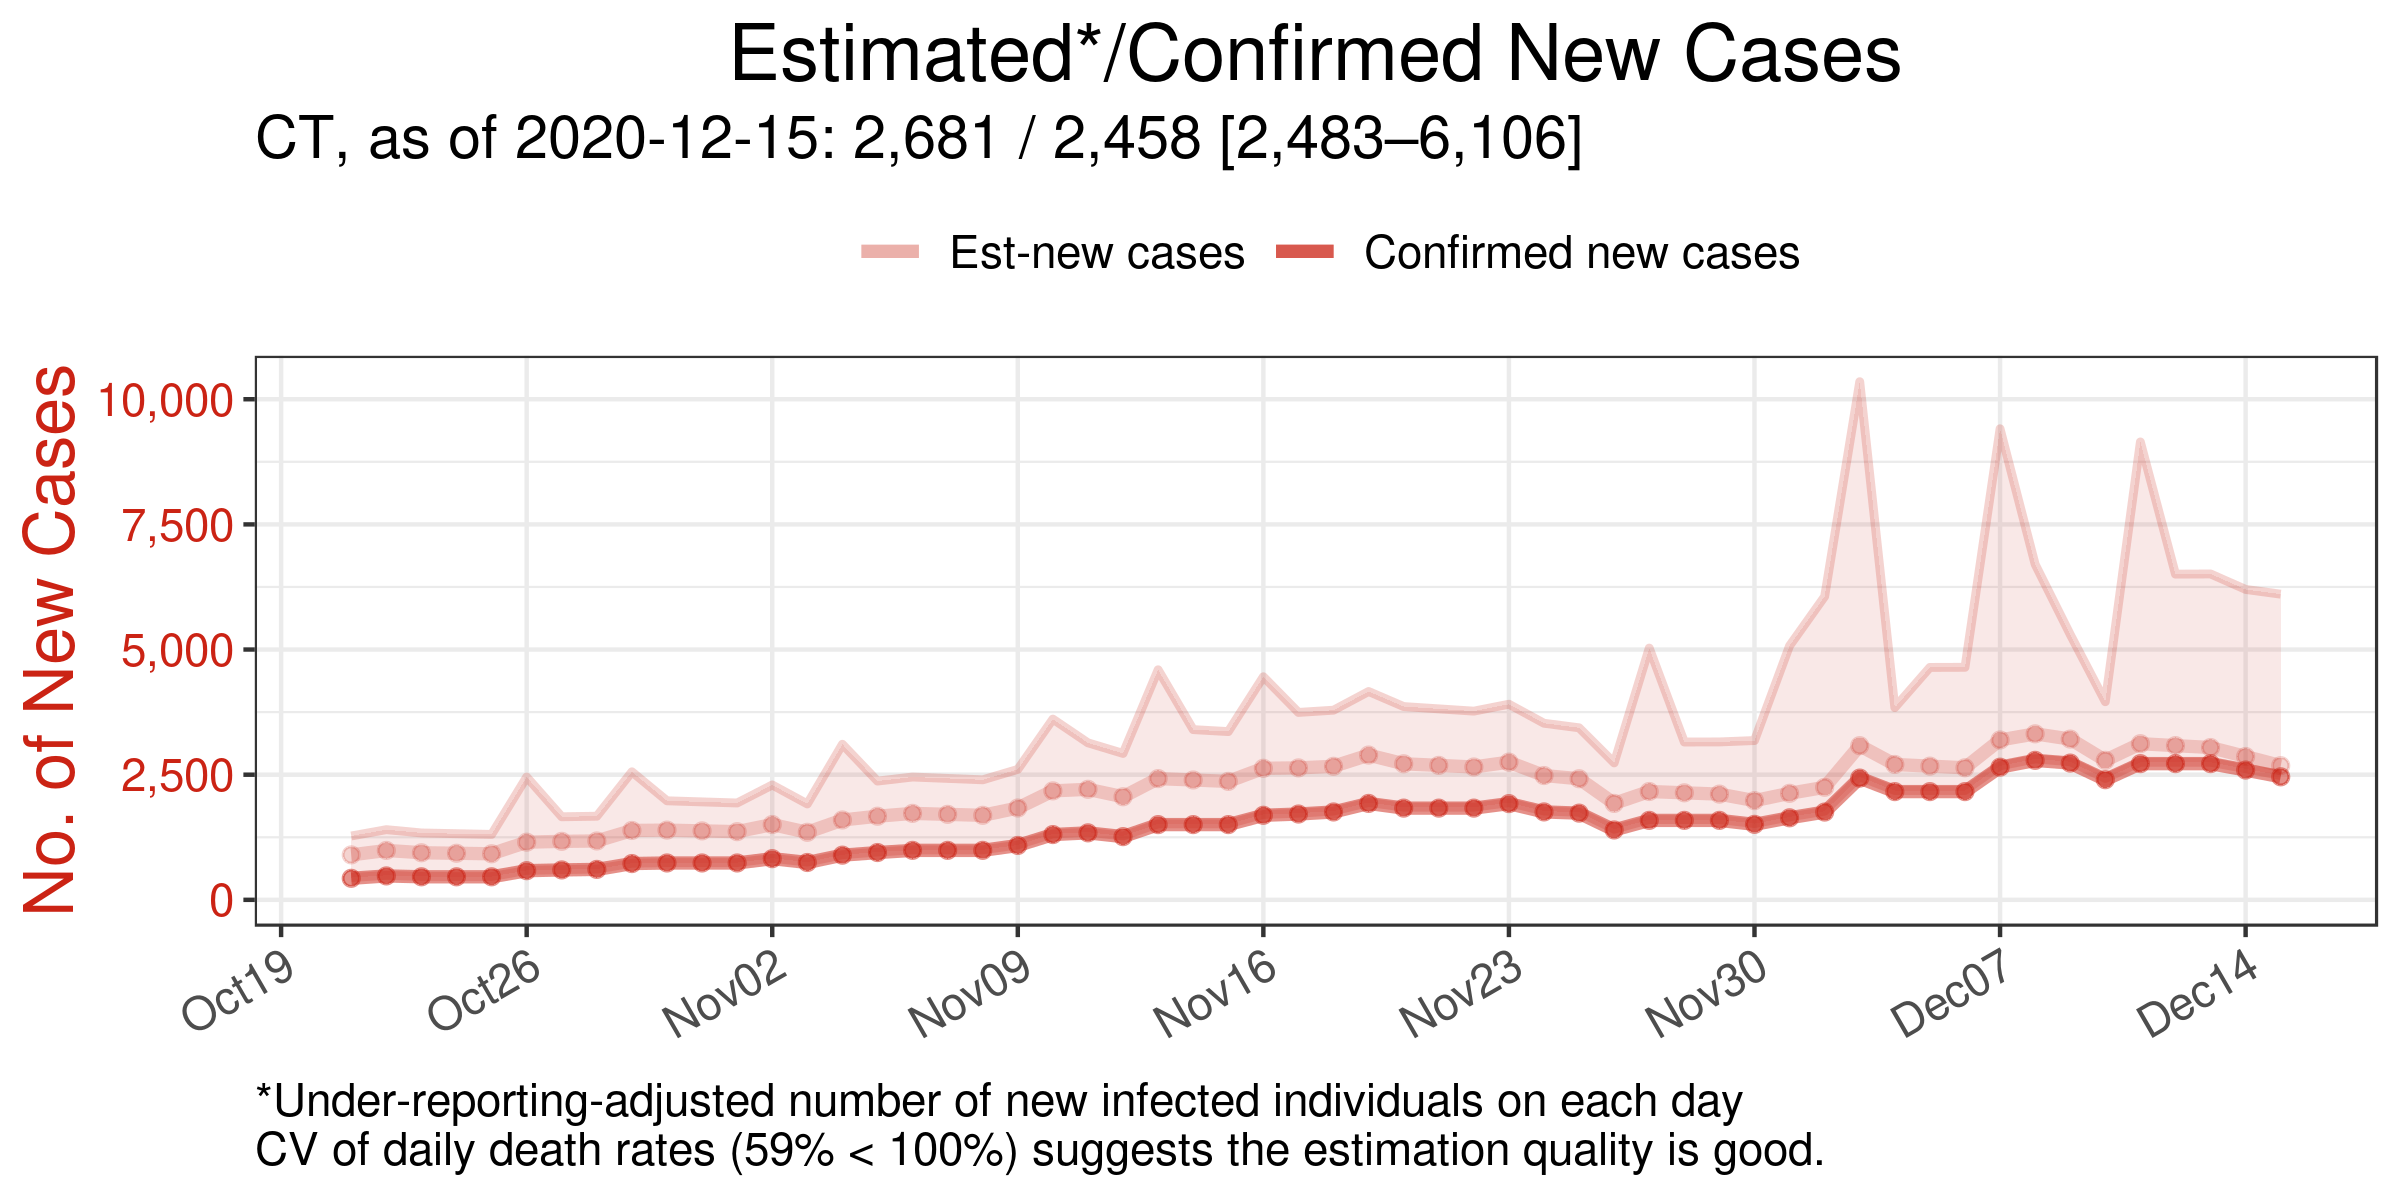 Estimated*/Confirmed New Cases
CT, as of 2020-12-15: 2,681 / 2,458 [2,483–6,106]
Est-new cases
Confirmed new cases
No. of New Cases
10,000
7,500
5,000
2,500
0
Oct19
Oct26
Nov02
Nov09
Nov16
Nov23
Nov30
Dec07
Dec14
*Under-reporting-adjusted number of new infected individuals on each day
CV of daily death rates (59% < 100%) suggests the estimation quality is good.